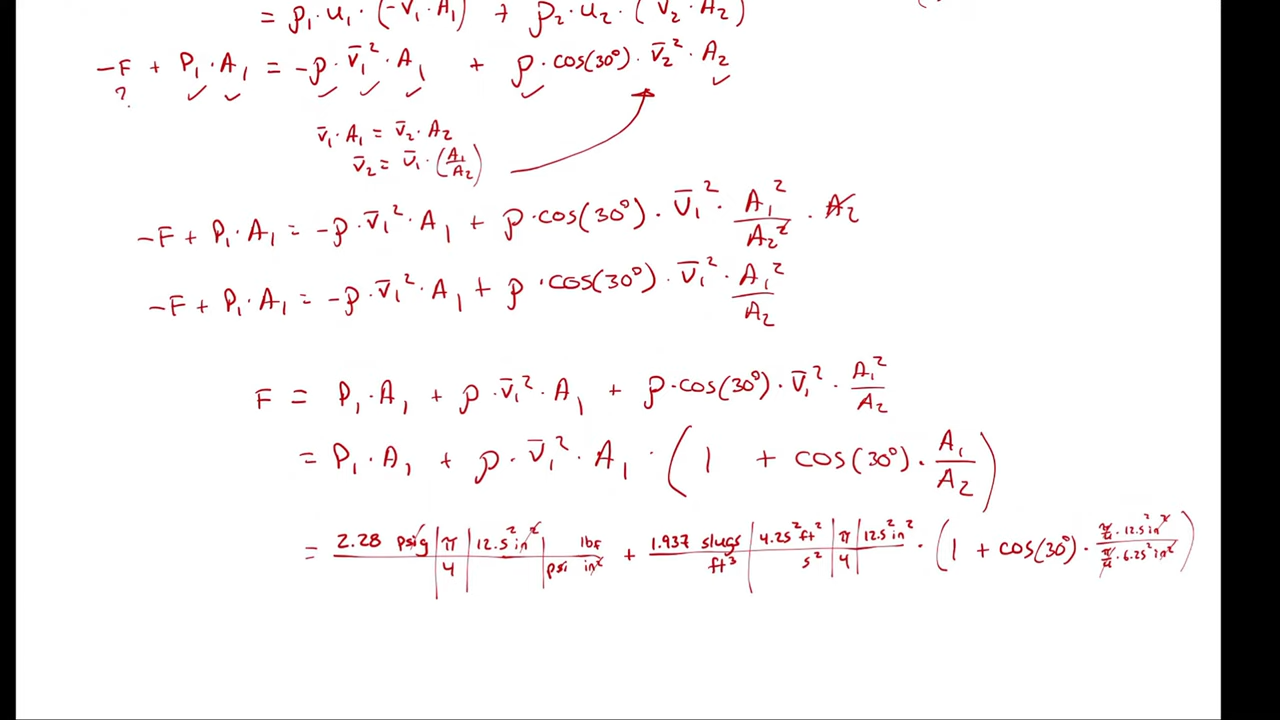 = ρ₁·u₁·(-V₁·A₁) + ρ₂·u₂·(V₂·A₂)
-F + P₁·A₁ = -ρ·V̄₁²·A₁ + ρ·cos(30°)·V̄₂²·A₂
?
V̄₁·A₁ = V̄₂·A₂
V̄₂ = V̄₁·(A₁/A₂)
-F + P₁·A₁ = -ρ·V̄₁²·A₁ + ρ·cos(30°)·V̄₁²·A₁²/A₂²·A₂
-F + P₁·A₁ = -ρ·V̄₁²·A₁ + ρ·cos(30°)·V̄₁²·A₁²/A₂
F = P₁·A₁ + ρ·V̄₁²·A₁ + ρ·cos(30°)·V̄₁²·A₁²/A₂
= P₁·A₁ + ρ·V̄₁²·A₁·(1 + cos(30°)·A₁/A₂)
= 2.28 psig | π/4 | 12.5² in² | lbf/psi in² + 1.937 slugs/ft³ | 4.25² ft²/s² | π/4 | 12.5² in² · (1 + cos(30°)·π/4·12.5² in²/π/4·6.25² in²)